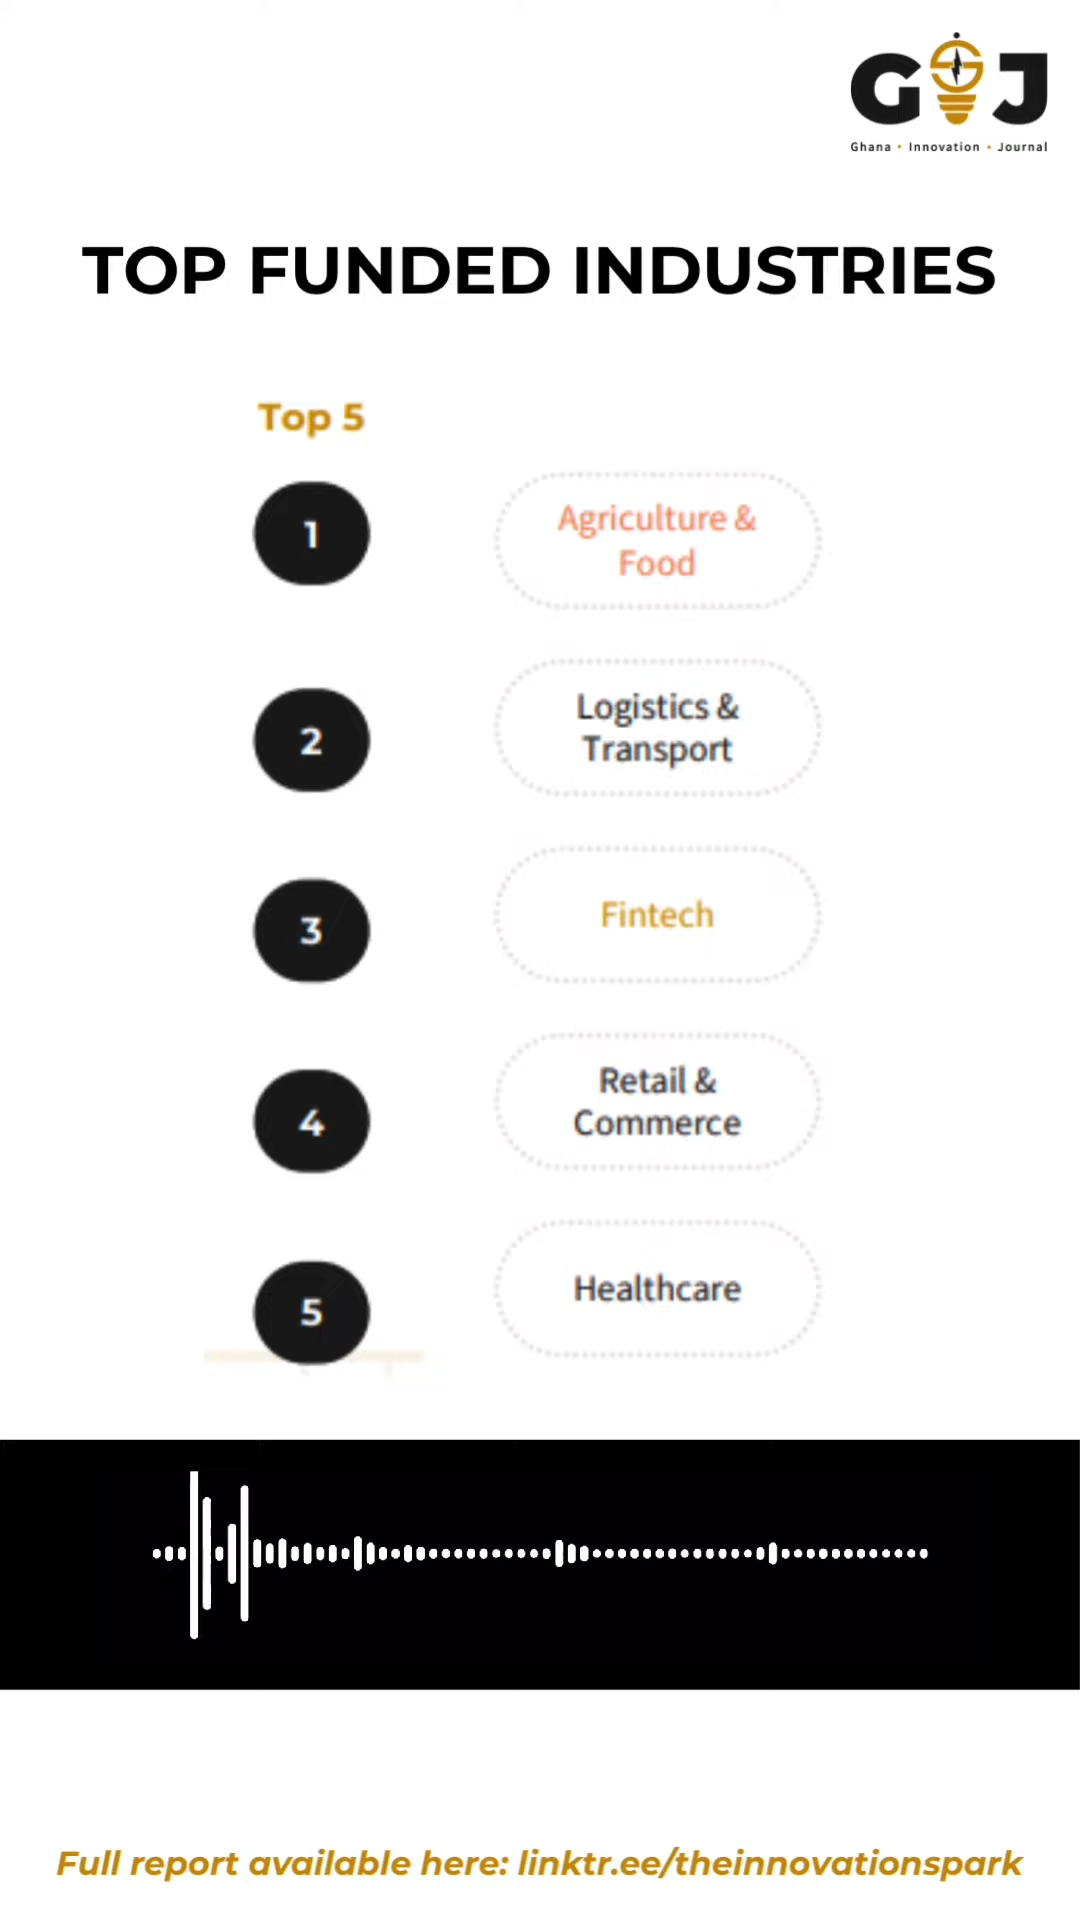 G J
Ghana • Innovation • Journal
TOP FUNDED INDUSTRIES
Top 5
1
Agriculture &
Food
2
Logistics &
Transport
3
Fintech
4
Retail &
Commerce
5
Healthcare
Full report available here: linktr.ee/theinnovationspark